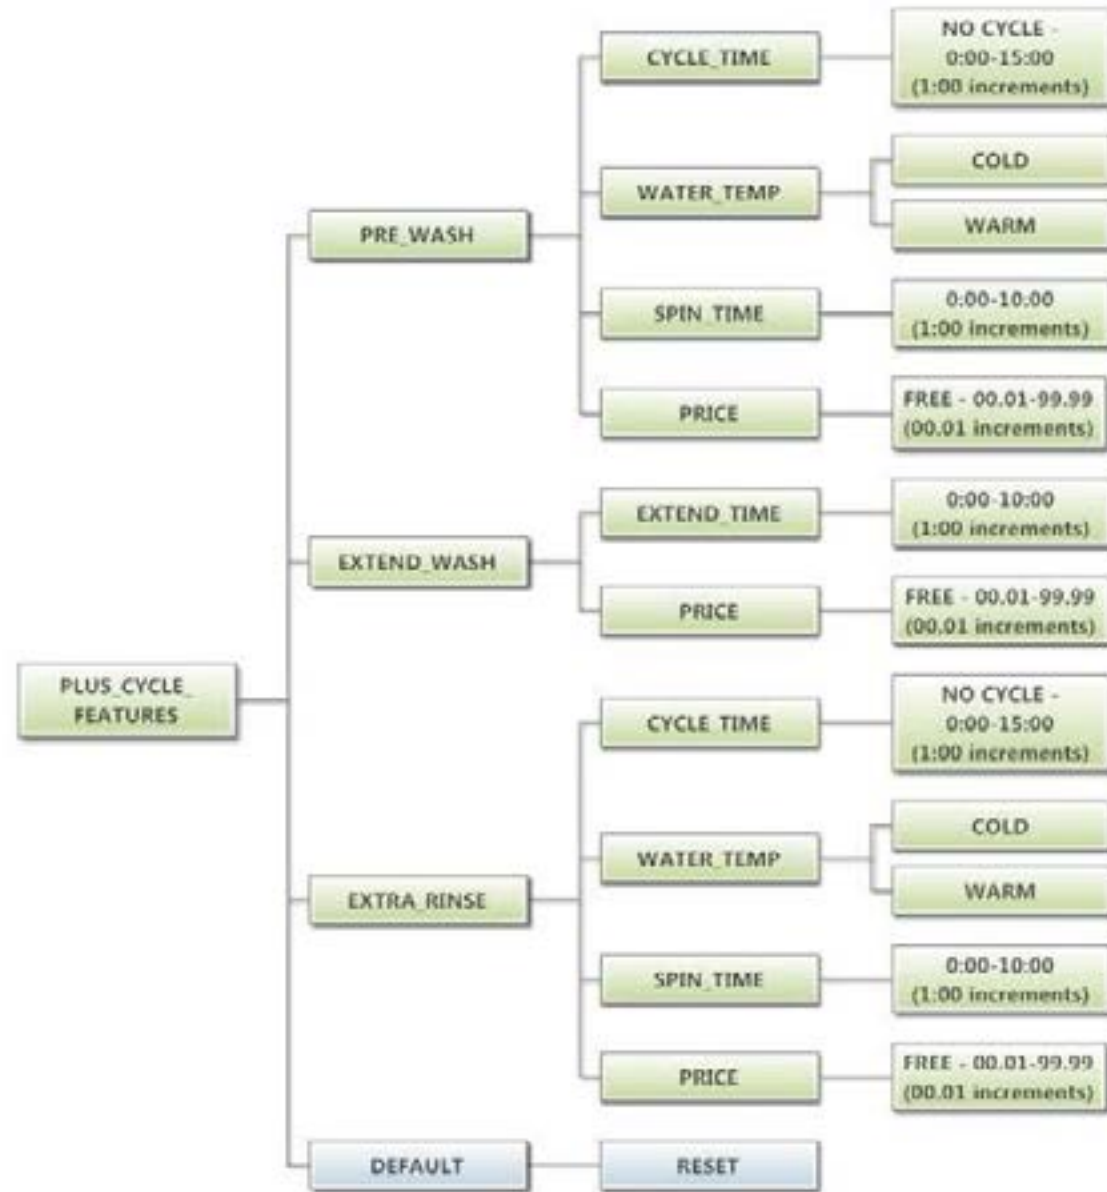 PLUS_CYCLE_
FEATURES
PRE_WASH
CYCLE_TIME
NO CYCLE -
0:00-15:00
(1:00 increments)
WATER_TEMP
COLD
WARM
SPIN_TIME
0:00-10:00
(1:00 increments)
PRICE
FREE - 00.01-99.99
(00.01 increments)
EXTEND_WASH
EXTEND_TIME
0:00-10:00
(1:00 increments)
PRICE
FREE - 00.01-99.99
(00.01 increments)
EXTRA_RINSE
CYCLE_TIME
NO CYCLE -
0:00-15:00
(1:00 increments)
WATER_TEMP
COLD
WARM
SPIN_TIME
0:00-10:00
(1:00 increments)
PRICE
FREE - 00.01-99.99
(00.01 increments)
DEFAULT
RESET